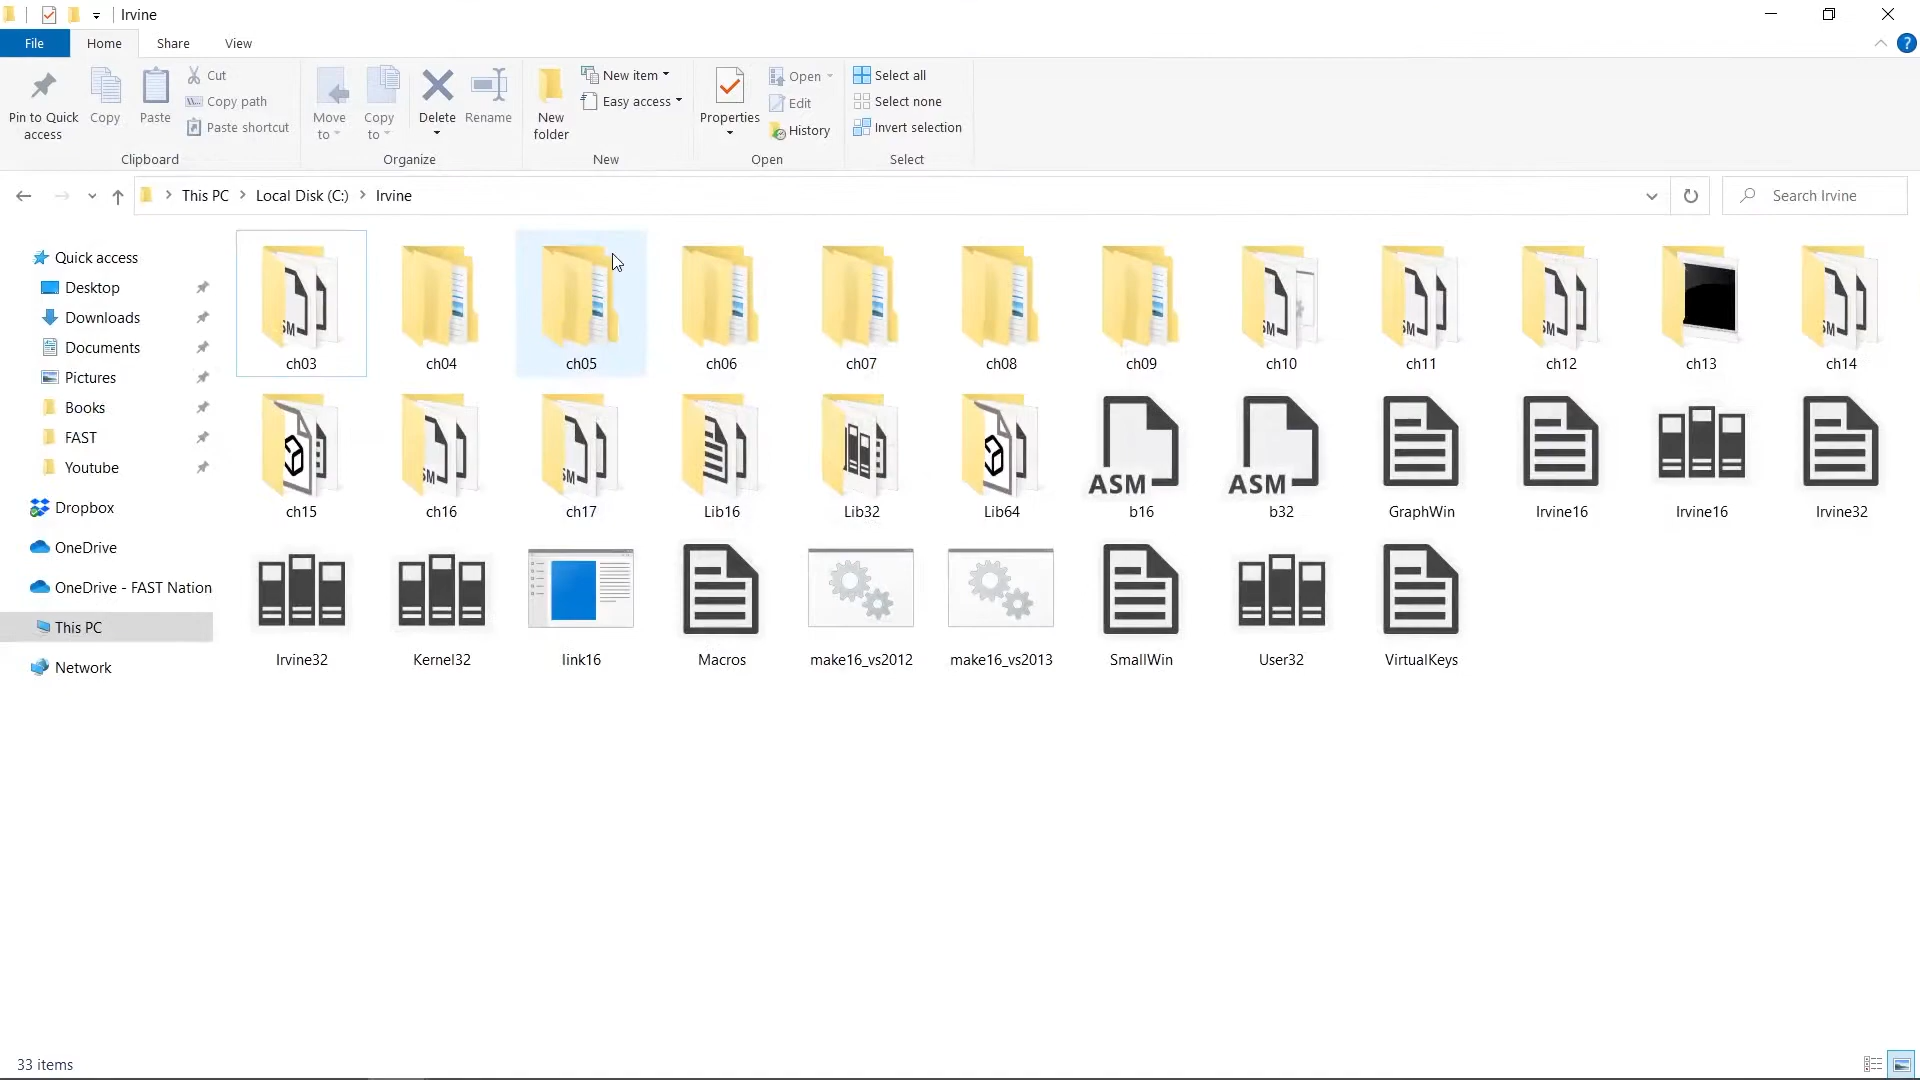 Irvine
File Home Share View
Pin to Quick access
Copy
Paste
Cut
Copy path
Paste shortcut
Clipboard
Move to
Copy to
Delete
Rename
Organize
New folder
New item
Easy access
New
Properties
Open
Edit
History
Open
Select all
Select none
Invert selection
Select
This PC Local Disk (C:) Irvine
Search Irvine
Quick access
Desktop
Downloads
Documents
Pictures
Books
FAST
Youtube
Dropbox
OneDrive
OneDrive - FAST Nation
This PC
Network
ch03 ch04 ch05 ch06 ch07 ch08 ch09 ch10 ch11 ch12 ch13 ch14
ASM ASM
ch15 ch16 ch17 Lib16 Lib32 Lib64 b16 b32 GraphWin Irvine16 Irvine16 Irvine32
Irvine32 Kernel32 link16 Macros make16_vs2012 make16_vs2013 SmallWin User32 VirtualKeys
33 items